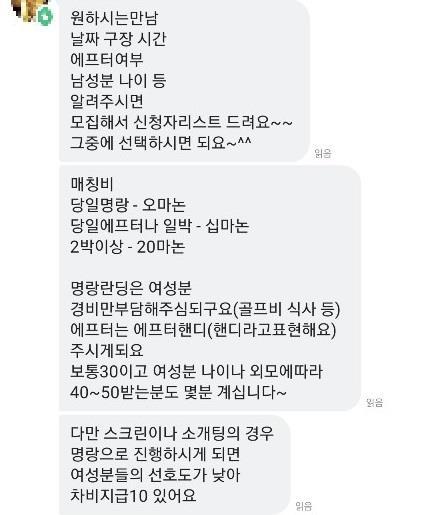 원하시는만남
날짜 구장 시간
에프터여부
남성분 나이 등
알려주시면
모집해서 신청자리스트 드려요~~
그중에 선택하시면 되요~^^
읽음
매칭비
당일명랑 - 오마논
당일에프터나 일박 - 십마논
2박이상 - 20마논
명랑란딩은 여성분
경비만부담해주심되구요(골프비 식사 등)
에프터는 에프터핸디(핸디라고표현해요)
주시게되요
보통30이고 여성분 나이나 외모에따라
40~50받는분도 몇분 계십니다~
읽음
다만 스크린이나 소개팅의 경우
명랑으로 진행하시게 되면
여성분들의 선호도가 낮아
차비지급10 있어요
읽음